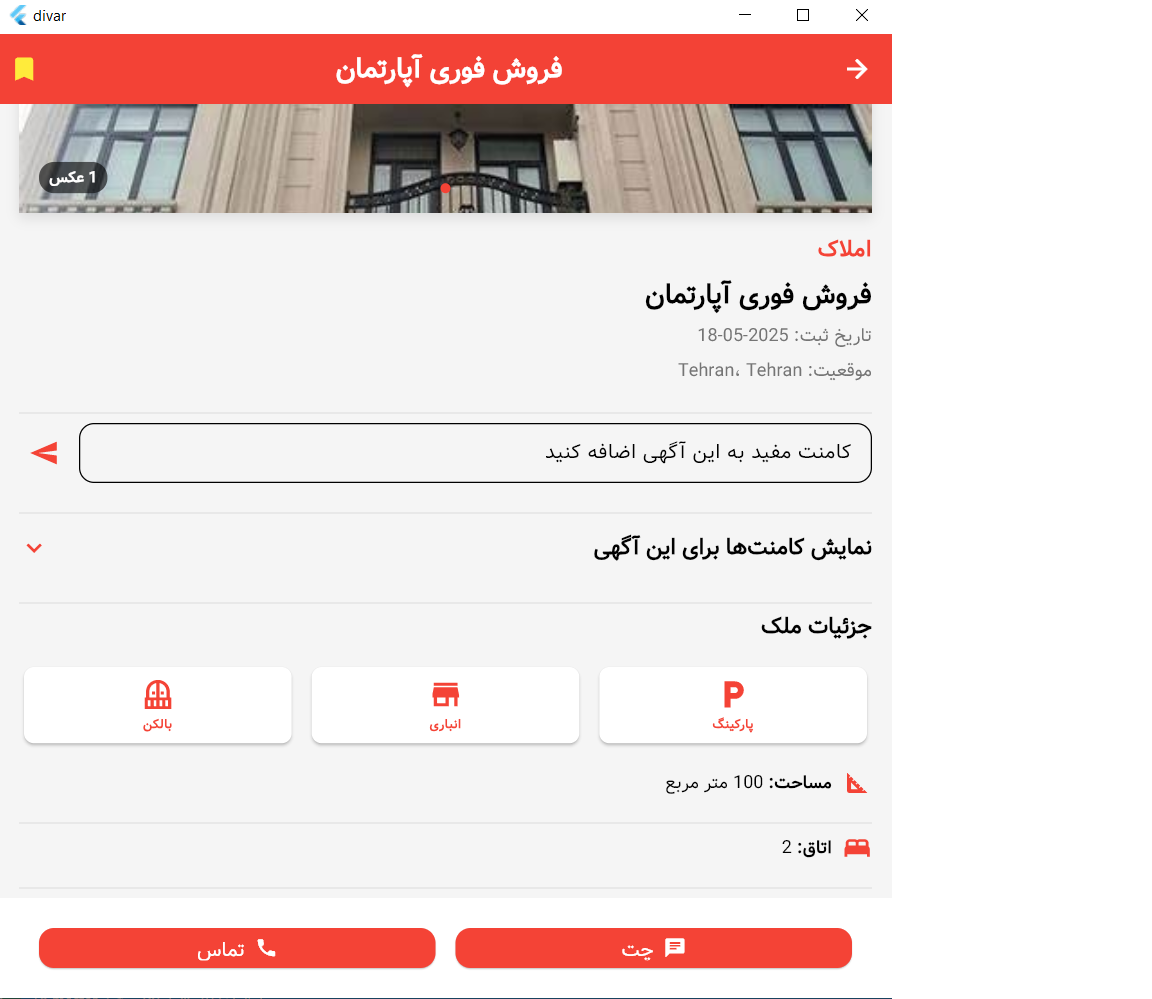 divar
فروش فوری آپارتمان
1 عکس
املاک
فروش فوری آپارتمان
تاریخ ثبت: 2025-05-18
موقعیت: Tehran، Tehran
کامنت مفید به این آگهی اضافه کنید
نمایش کامنت‌ها برای این آگهی
جزئیات ملک
P
پارکینگ
انباری
بالکن
مساحت: 100 متر مربع
اتاق: 2
چت
تماس